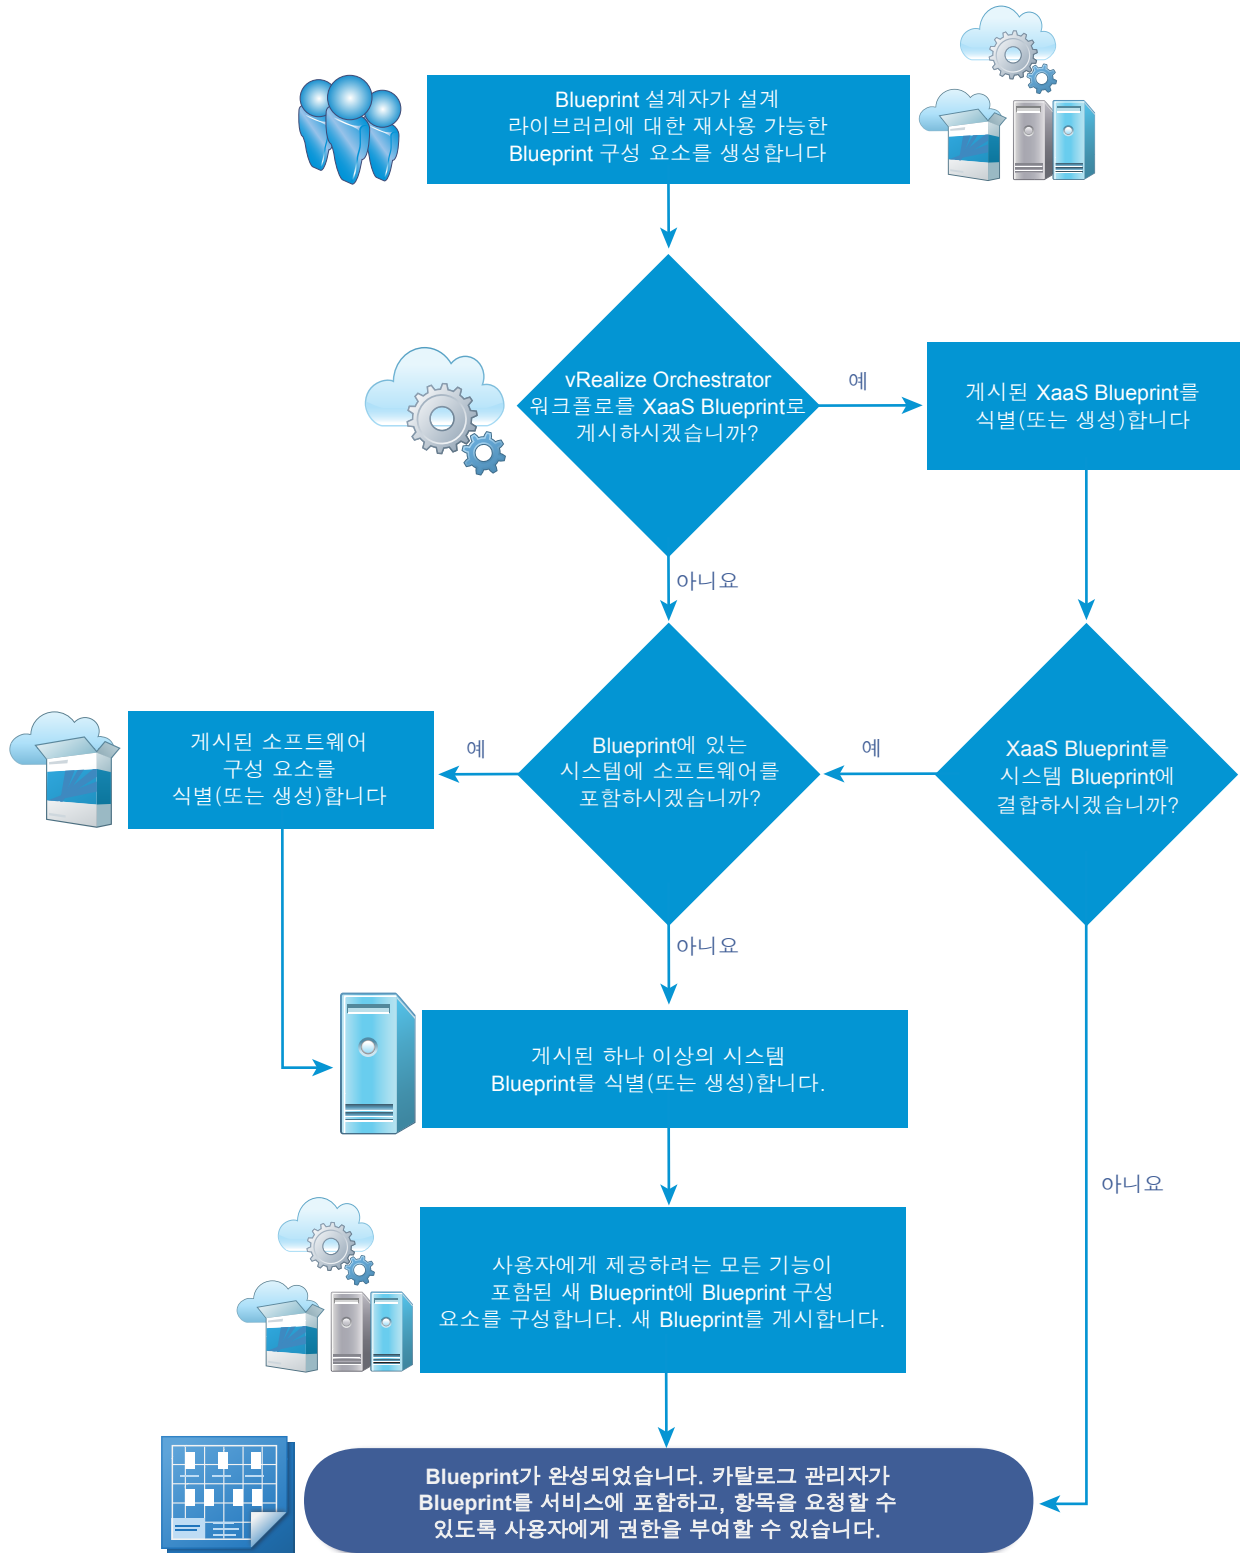 Blueprint 설계자가 설계
라이브러리에 대한 재사용 가능한
Blueprint 구성 요소를 생성합니다
vRealize Orchestrator
워크플로를 XaaS Blueprint로
게시하시겠습니까?
예
게시된 XaaS Blueprint를
식별(또는 생성)합니다
아니요
게시된 소프트웨어
구성 요소를
식별(또는 생성)합니다
예
Blueprint에 있는
시스템에 소프트웨어를
포함하시겠습니까?
예
XaaS Blueprint를
시스템 Blueprint에
결합하시겠습니까?
아니요
게시된 하나 이상의 시스템
Blueprint를 식별(또는 생성)합니다.
아니요
사용자에게 제공하려는 모든 기능이
포함된 새 Blueprint에 Blueprint 구성
요소를 구성합니다. 새 Blueprint를 게시합니다.
Blueprint가 완성되었습니다. 카탈로그 관리자가
Blueprint를 서비스에 포함하고, 항목을 요청할 수
있도록 사용자에게 권한을 부여할 수 있습니다.